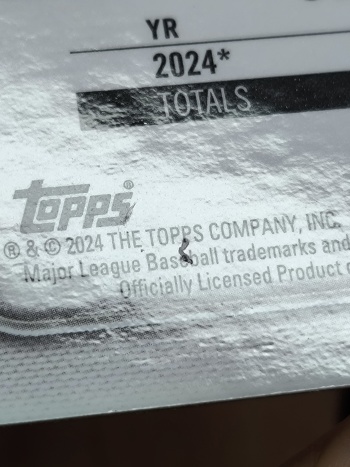 YR
2024*
TOTALS
topps®
® & © 2024 THE TOPPS COMPANY, INC.
Major League Baseball trademarks and
Officially Licensed Product